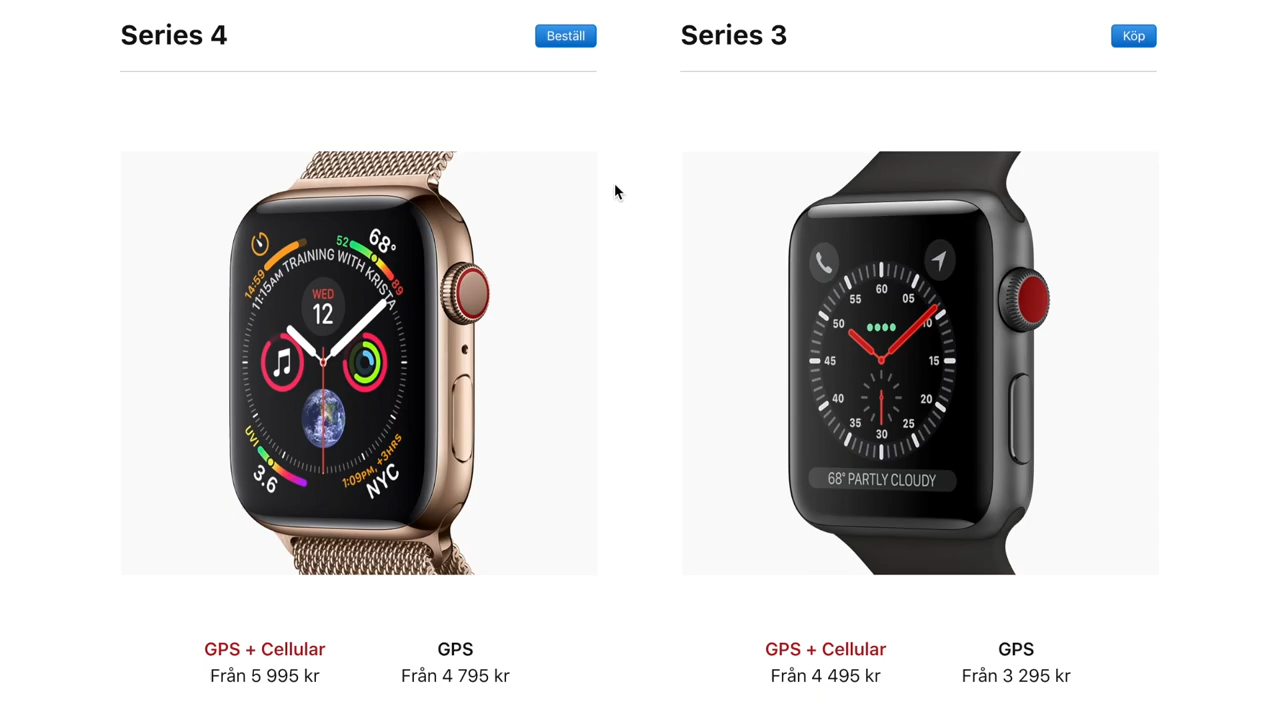 Series 4
Beställ
Series 3
Köp
14:59
11:15AM TRAINING WITH KRISTA
52
68°
89
WED
12
UVI
3.6
1:09PM, +3HRS
NYC
60
05
10
15
20
25
30
35
40
45
50
55
68° PARTLY CLOUDY
GPS + Cellular
Från 5 995 kr
GPS
Från 4 795 kr
GPS + Cellular
Från 4 495 kr
GPS
Från 3 295 kr